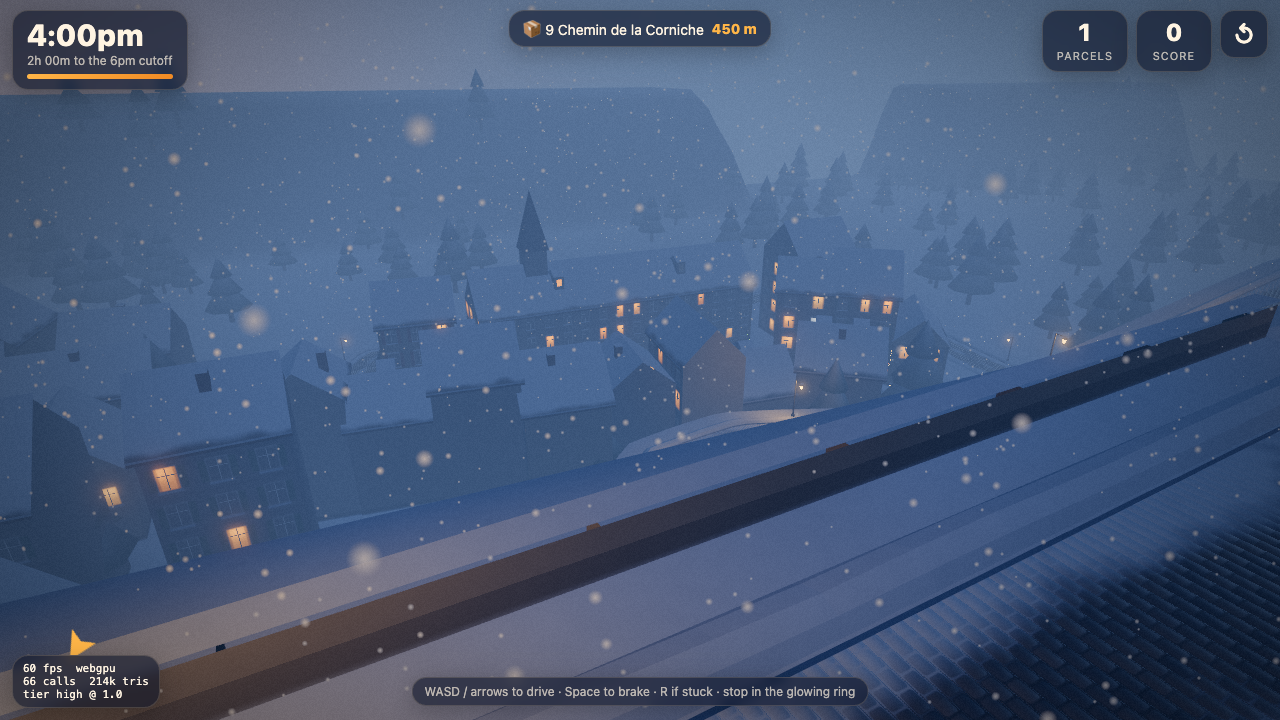 4:00pm
2h 00m to the 6pm cutoff
📦 9 Chemin de la Corniche 450 m
1
PARCELS
0
SCORE
60 fps webgpu
66 calls 214k tris
tier high @ 1.0
WASD / arrows to drive · Space to brake · R if stuck · stop in the glowing ring